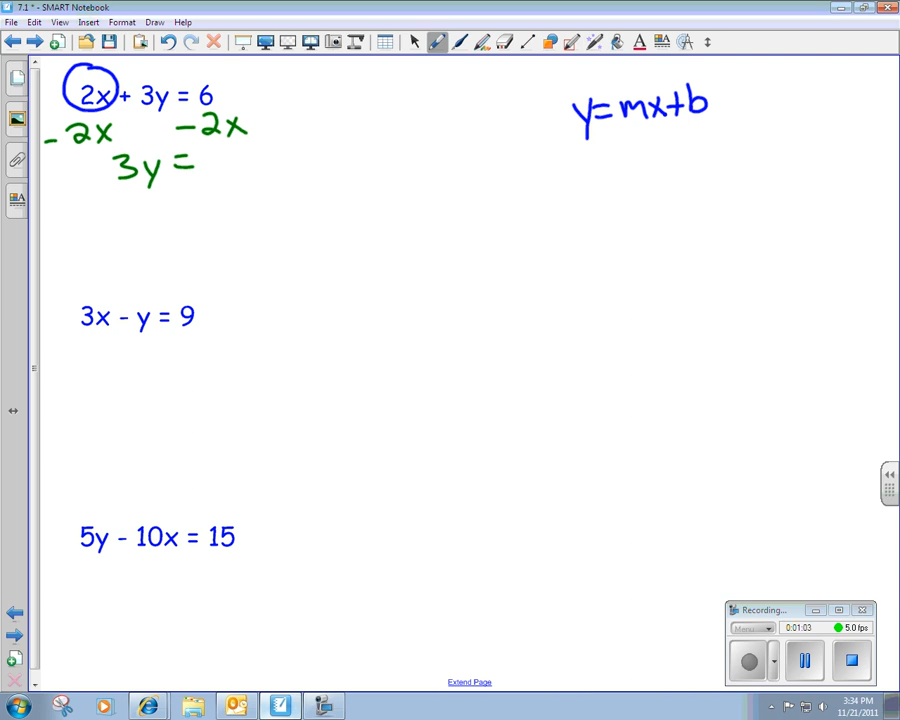 7.1 * - SMART Notebook
File Edit View Insert Format Draw Help
2x + 3y = 6
y=mx+b
-2x -2x
3y =
3x - y = 9
5y - 10x = 15
Recording...
Menu 0:01:03 5.0 fps
Extend Page
3:34 PM
11/21/2011